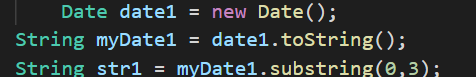 Date date1 = new Date();
String myDate1 = date1.toString();
String str1 = myDate1.substring(0,3);